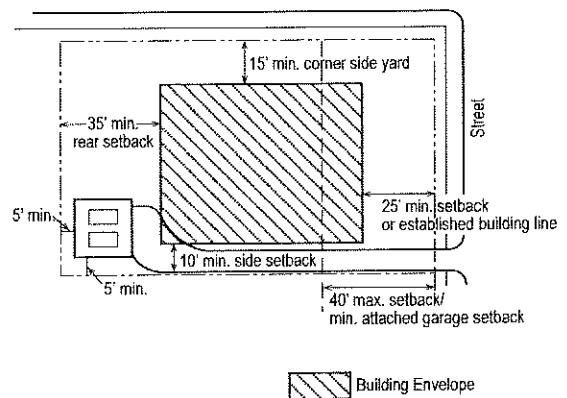 15' min. corner side yard
Street
35' min.
rear setback
25' min. setback
or established building line
5' min.
10' min. side setback
5' min.
40' max. setback/
min. attached garage setback
Building Envelope